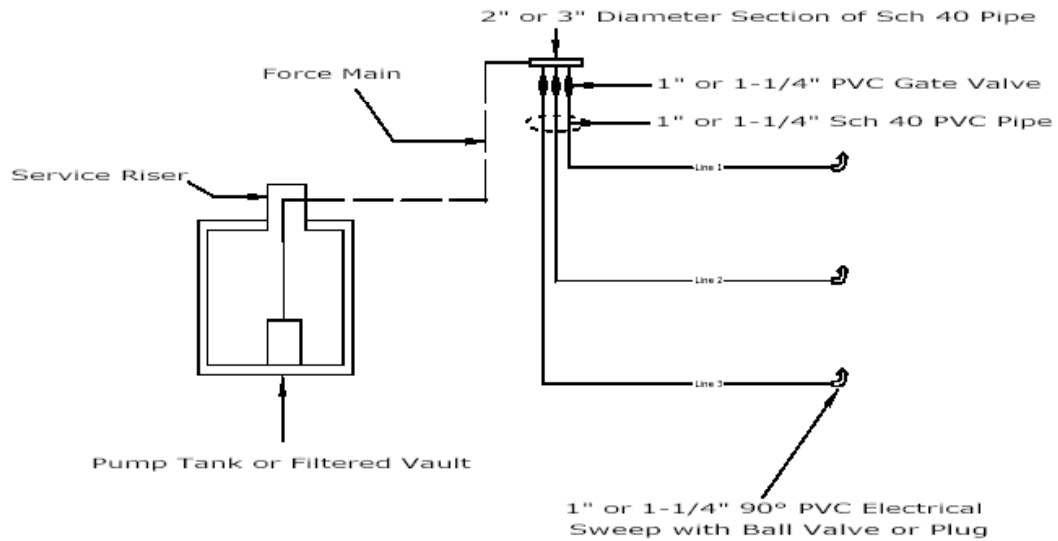 2" or 3" Diameter Section of Sch 40 Pipe
Force Main
1" or 1-1/4" PVC Gate Valve
1" or 1-1/4" Sch 40 PVC Pipe
Line 1
Service Riser
Line 2
Line 3
Pump Tank or Filtered Vault
1" or 1-1/4" 90° PVC Electrical
Sweep with Ball Valve or Plug